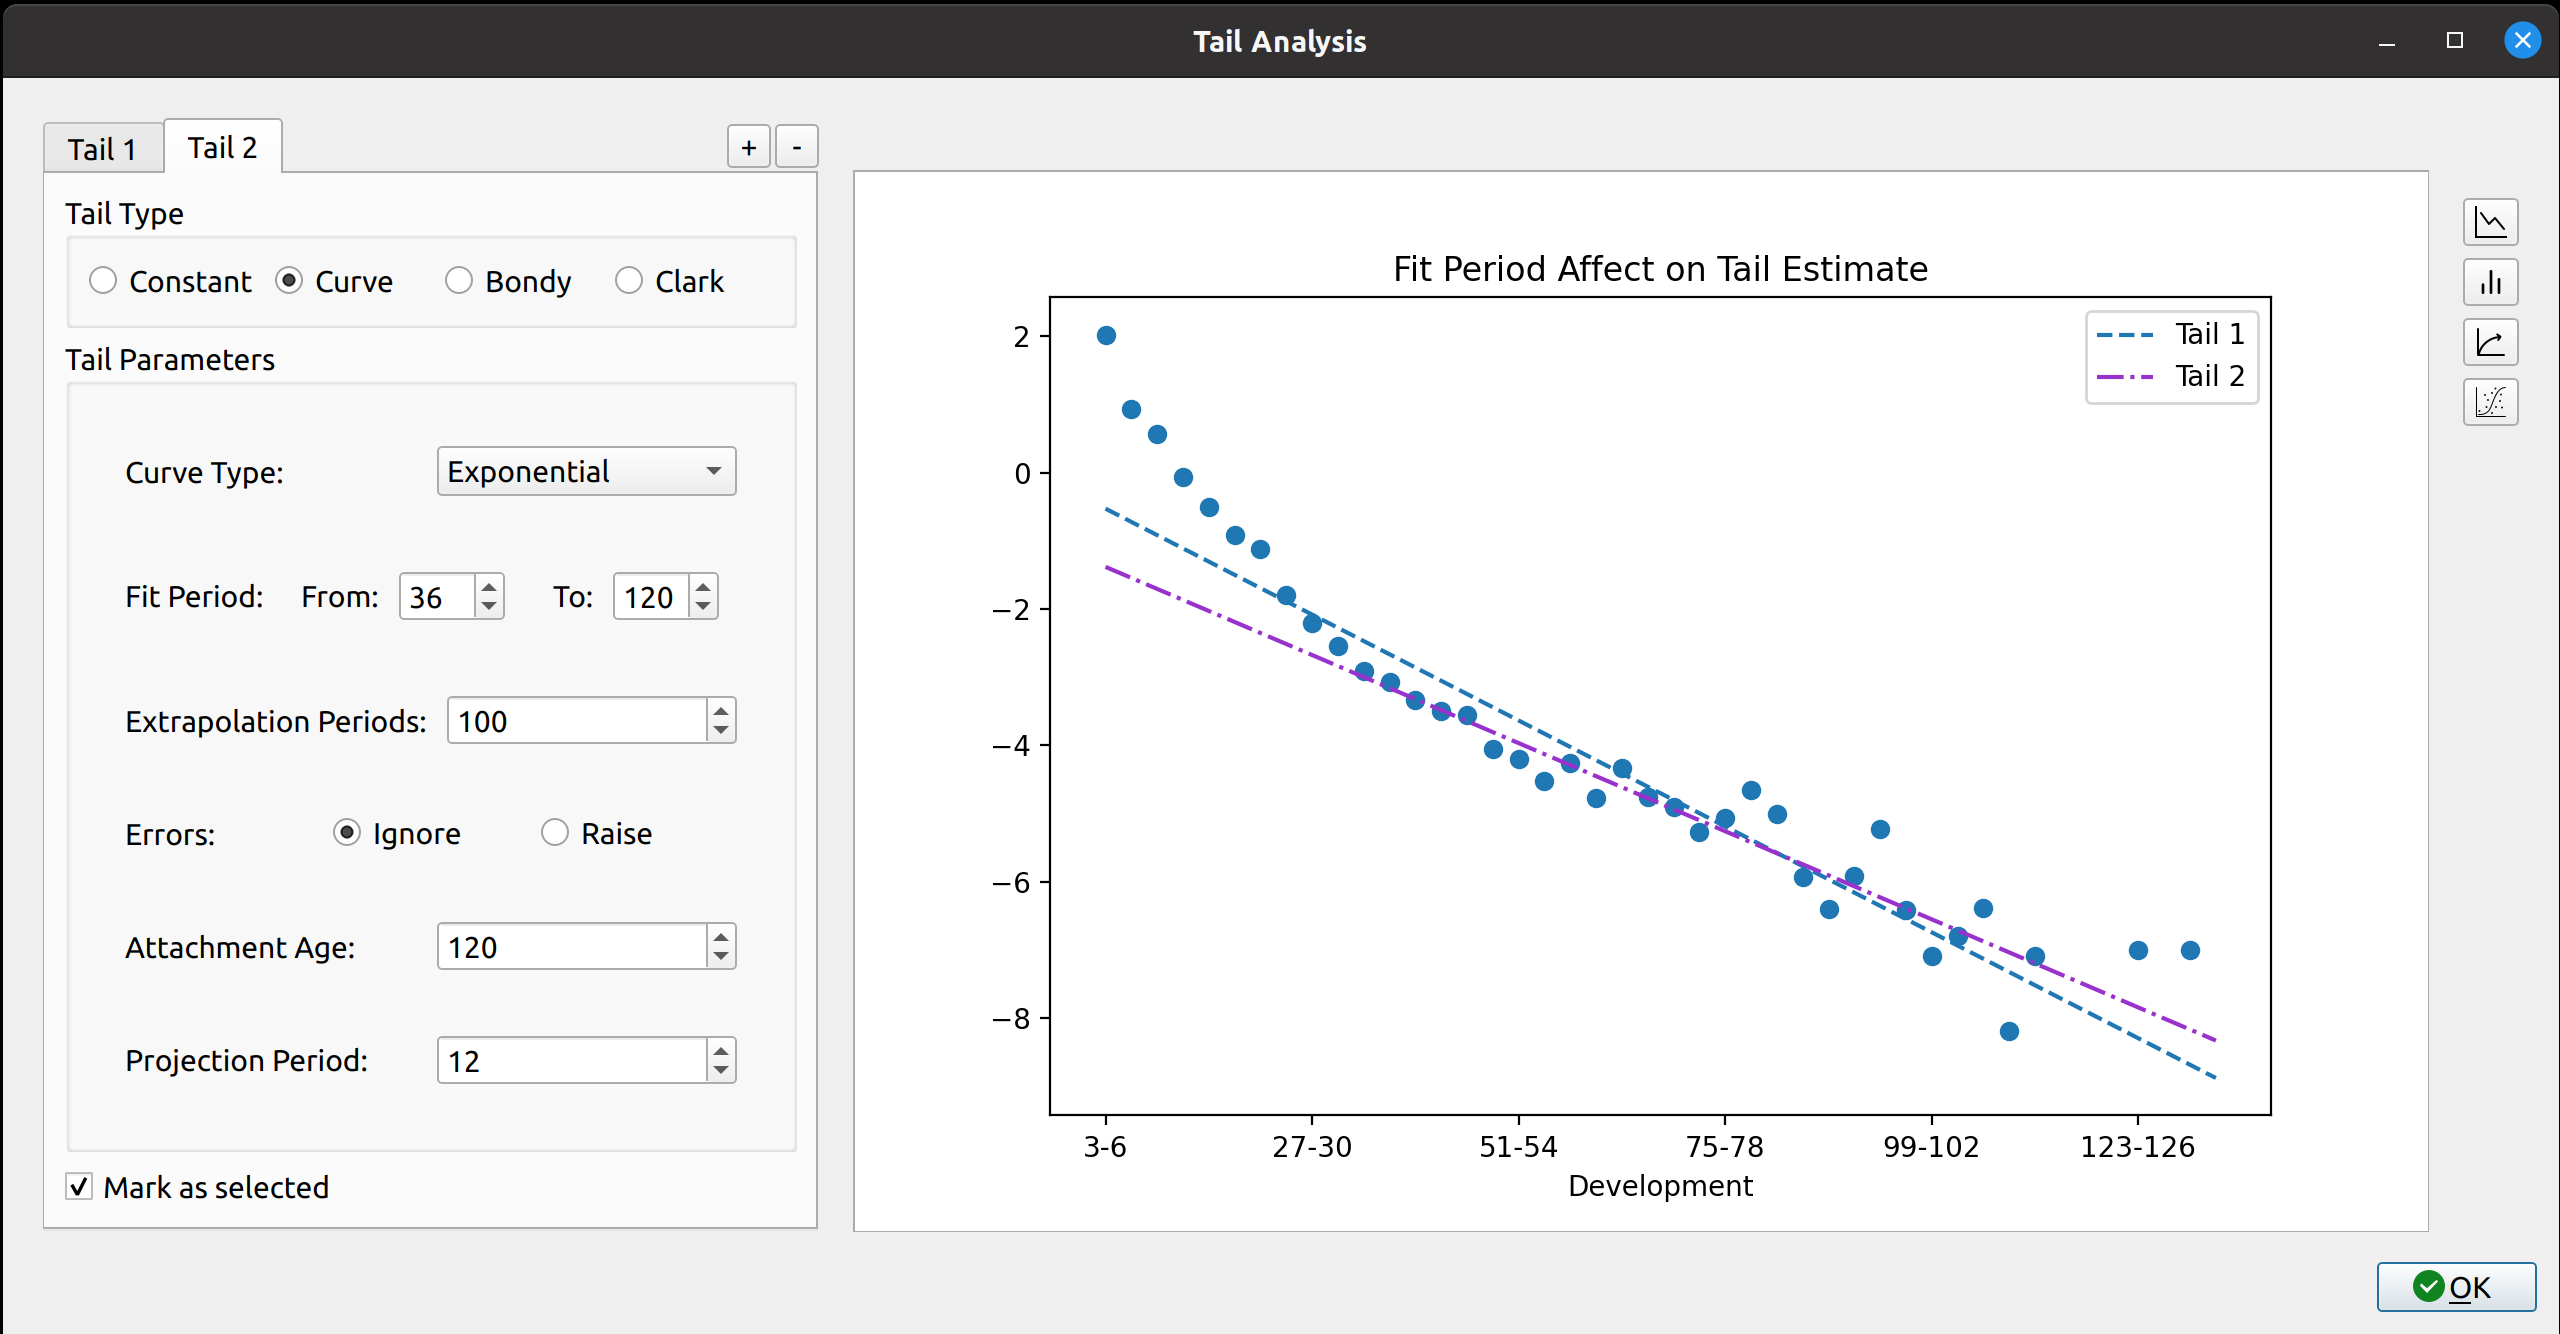 Tail Analysis
Tail 1
Tail 2
+
-
Tail Type
Constant
Curve
Bondy
Clark
Tail Parameters
Curve Type:
Exponential
Fit Period:
From:
36
To:
120
Extrapolation Periods:
100
Errors:
Ignore
Raise
Attachment Age:
120
Projection Period:
12
Mark as selected
Fit Period Affect on Tail Estimate
Tail 1
Tail 2
2
0
−2
−4
−6
−8
3-6
27-30
51-54
75-78
99-102
123-126
Development
OK